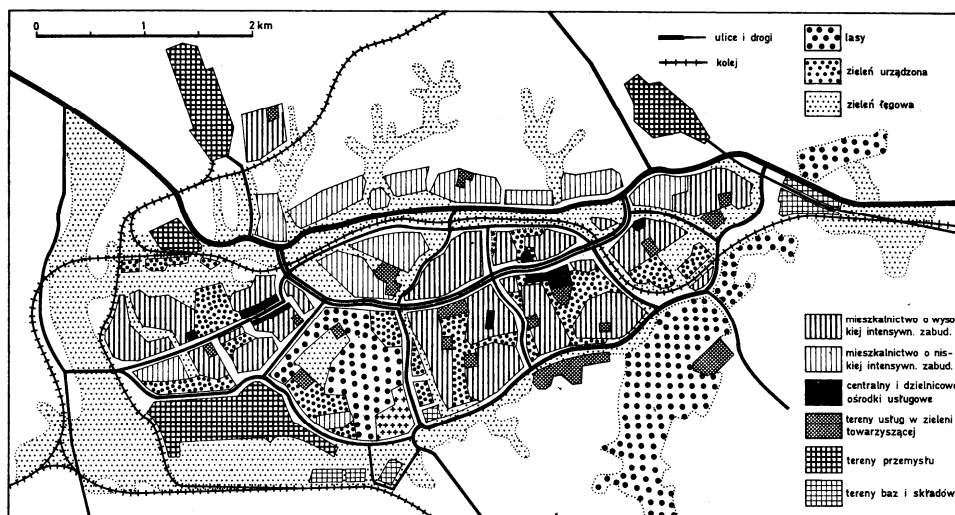 0 1 2 km
ulice i drogi
kolej
lasy
zieleń urządzona
zieleń łęgowa
mieszkalnictwo o wyso
kiej intensywn. zabud.
mieszkalnictwo o nis-
kiej intensywn. zabud.
centralny i dzielnicowe
ośrodki usługowe
tereny usług w zieleni
towarzyszącej
tereny przemysłu
tereny baz i składów